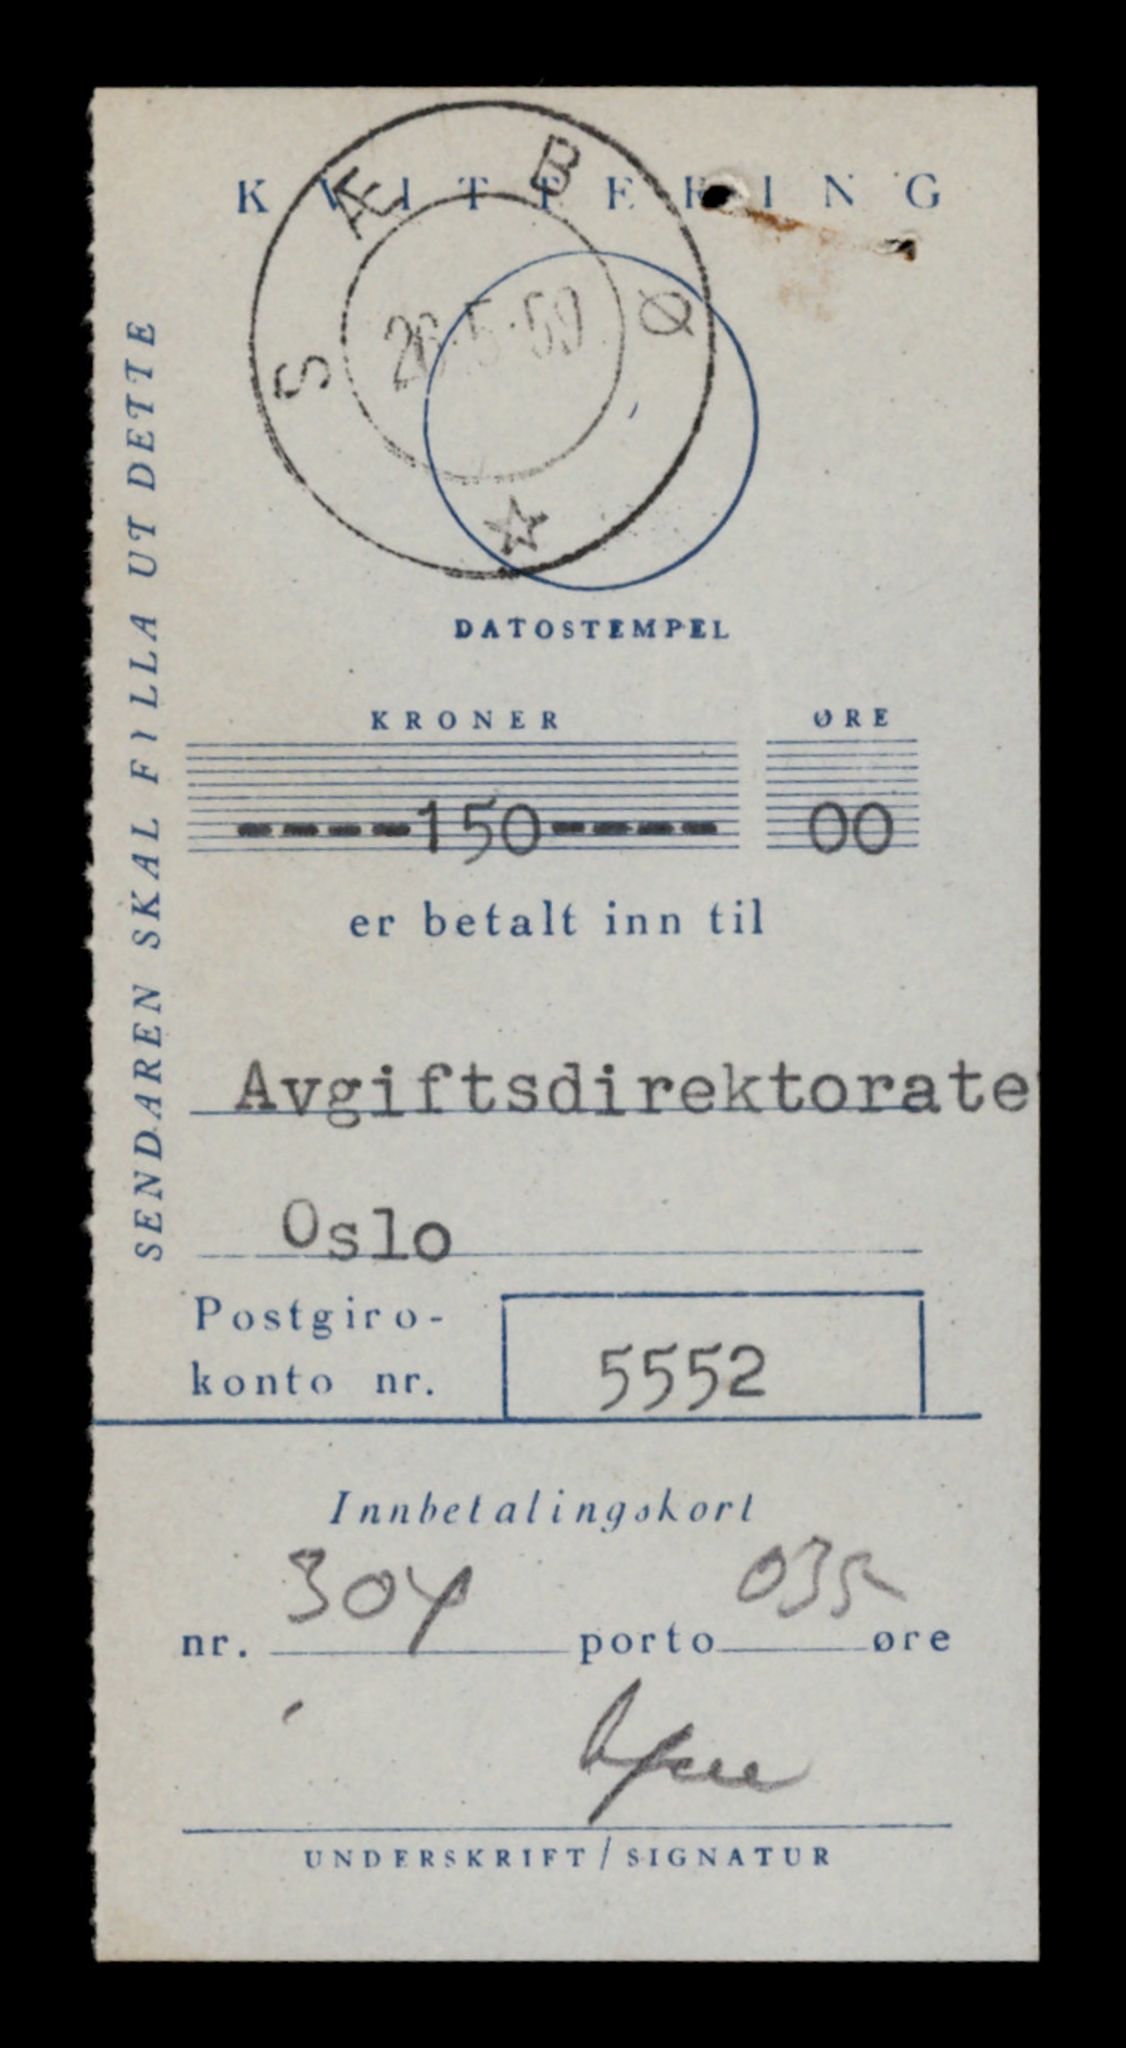 KVITTERING
SÆBØ
26.5.59
DATOSTEMPEL
SENDAREN SKAL FYLLA UT DETTE
KRONER ØRE
----150---- 00
er betalt inn til
Avgiftsdirektorate
Oslo
Postgiro-
konto nr. 5552
Innbetalingskort
nr. 304 porto 035 øre
UNDERSKRIFT/SIGNATUR